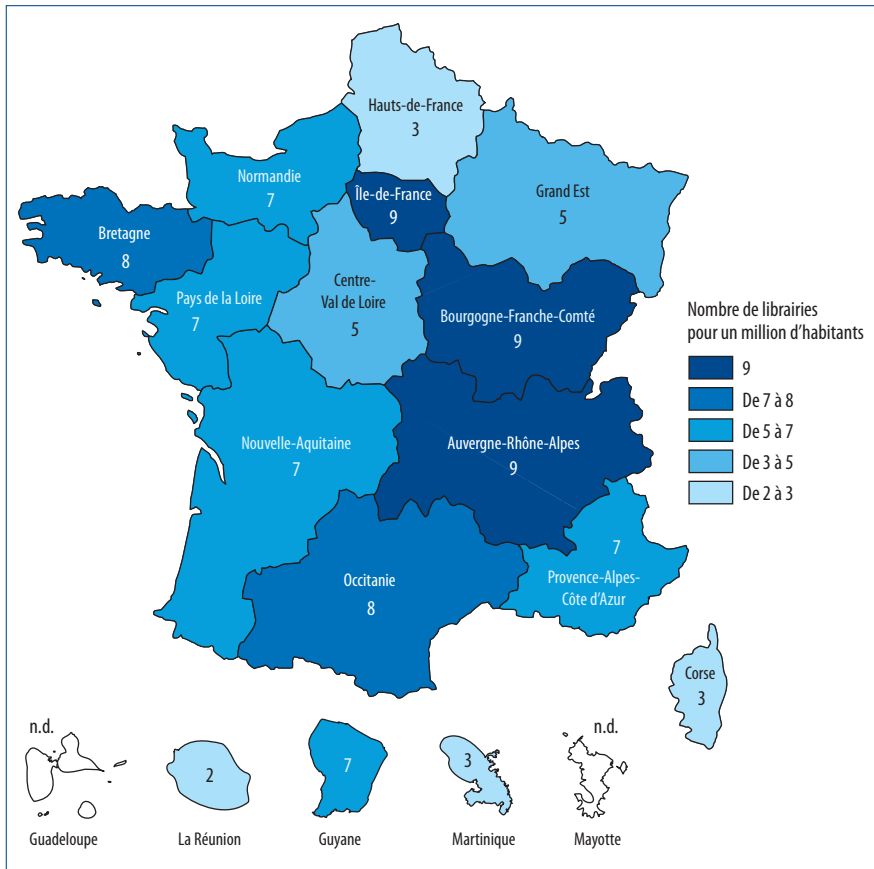 Hauts-de-France
3
Normandie
7
Île-de-France
9
Grand Est
5
Bretagne
8
Pays de la Loire
7
Centre-
Val de Loire
5
Bourgogne-Franche-Comté
9
Nouvelle-Aquitaine
7
Auvergne-Rhône-Alpes
9
Occitanie
8
7
Provence-Alpes-
Côte d'Azur
Corse
3
Nombre de librairies
pour un million d'habitants
9
De 7 à 8
De 5 à 7
De 3 à 5
De 2 à 3
n.d.
Guadeloupe
2
La Réunion
7
Guyane
3
Martinique
n.d.
Mayotte